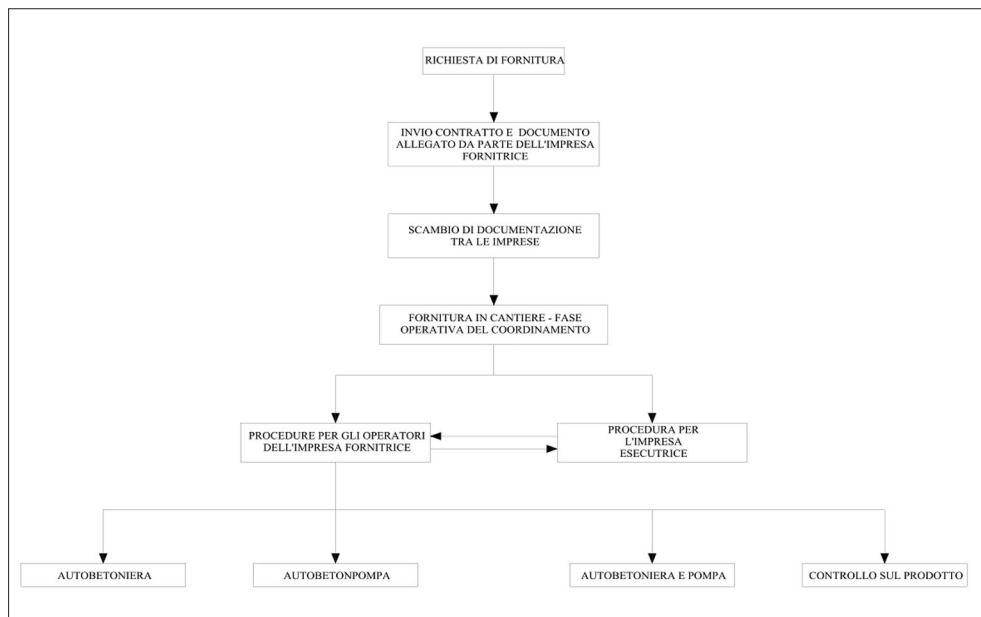 RICHIESTA DI FORNITURA
INVIO CONTRATTO E DOCUMENTO
ALLEGATO DA PARTE DELL'IMPRESA
FORNITRICE
SCAMBIO DI DOCUMENTAZIONE
TRA LE IMPRESE
FORNITURA IN CANTIERE - FASE
OPERATIVA DEL COORDINAMENTO
PROCEDURE PER GLI OPERATORI
DELL'IMPRESA FORNITRICE
PROCEDURA PER
L'IMPRESA
ESECUTRICE
AUTOBETONIERA
AUTOBETONPOMPA
AUTOBETONIERA E POMPA
CONTROLLO SUL PRODOTTO